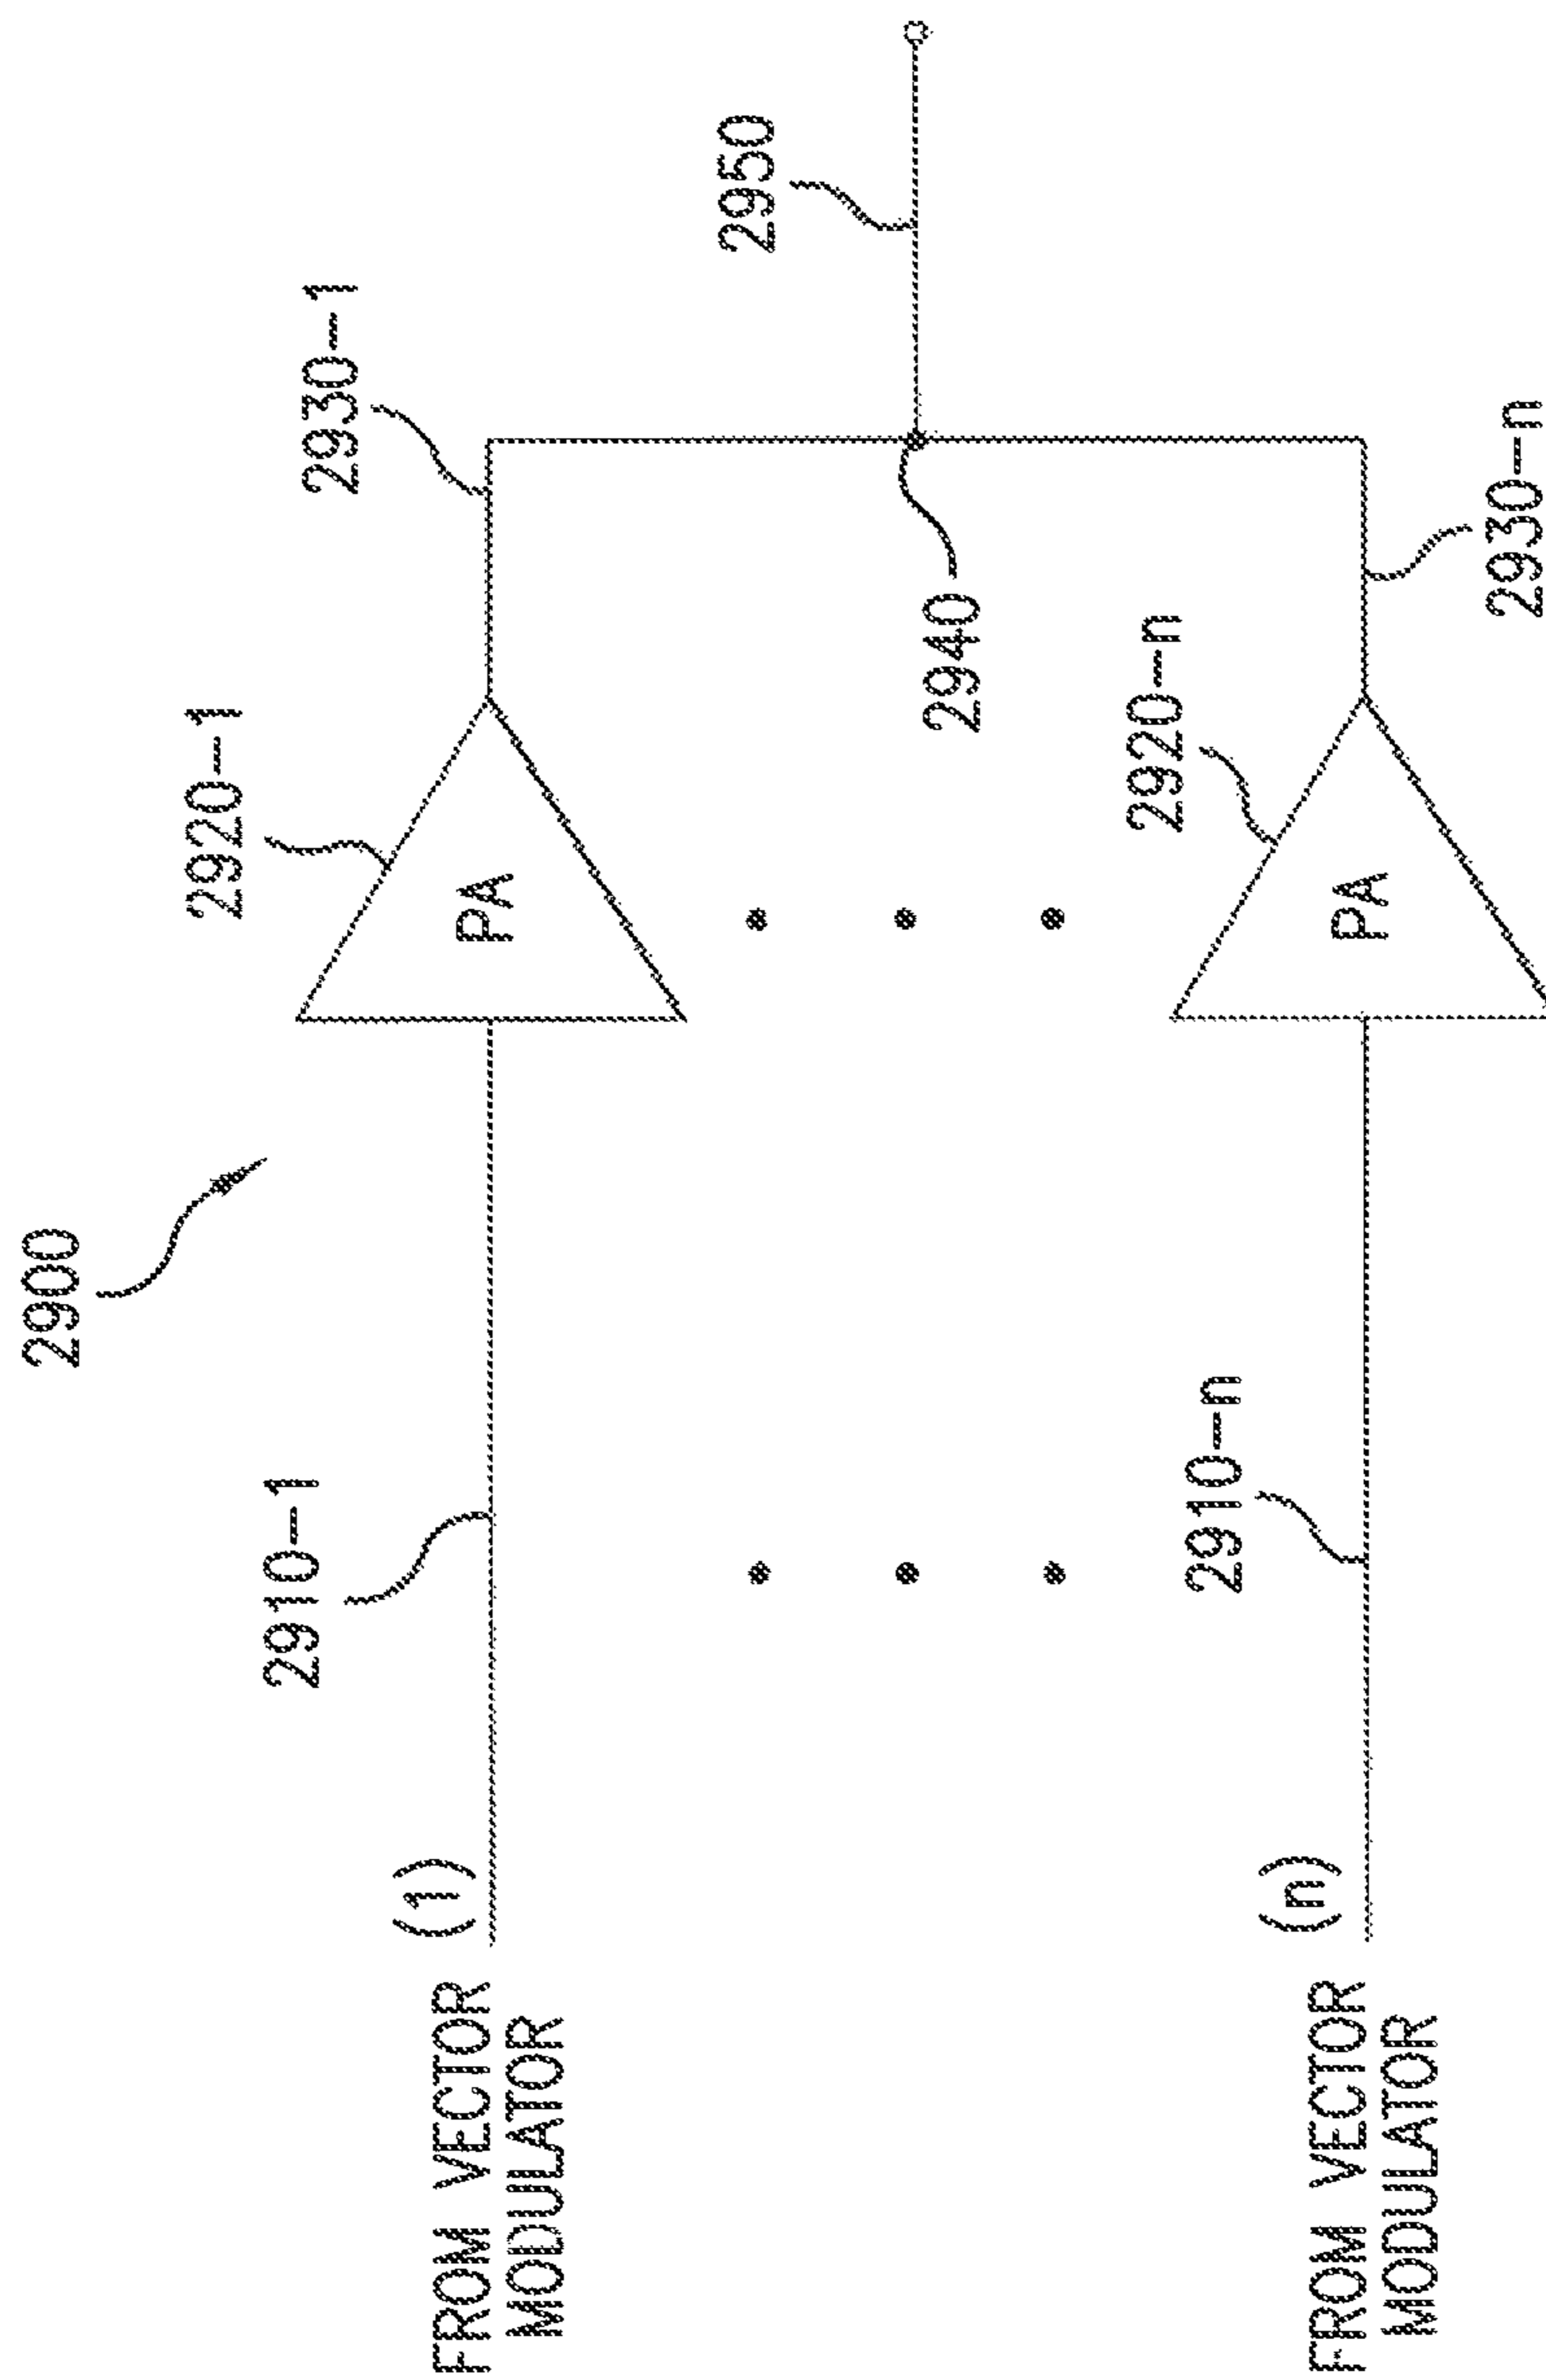 2900
FROM VECTOR
MODULATOR
(1)
2910-1
2920-1
PA
2930-1
2940
2950
FROM VECTOR
MODULATOR
(n)
2910-n
2920-n
PA
2930-n